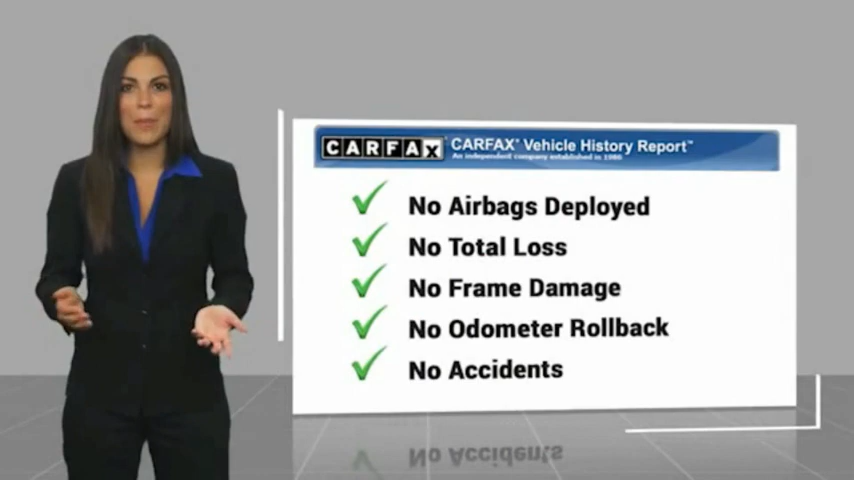 CARFAX CARFAX® Vehicle History Report™
An independent company established in 1986
No Airbags Deployed
No Total Loss
No Frame Damage
No Odometer Rollback
No Accidents
No Accidents